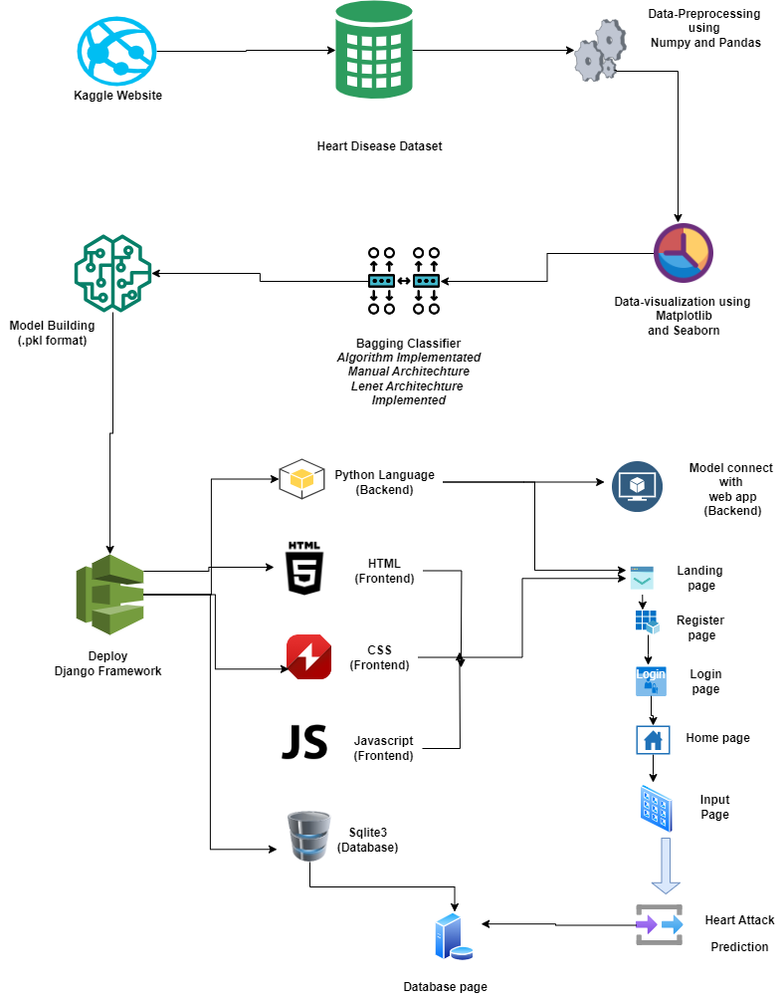 Data-Preprocessing
using
Numpy and Pandas
Kaggle Website
Heart Disease Dataset
Data-visualization using
Matplotlib
and Seaborn
Model Building
(.pkl format)
Bagging Classifier
Algorithm Implementated
Manual Architechture
Lenet Architechture
Implemented
Python Language
(Backend)
Model connect
with
web app
(Backend)
HTML
5
HTML
(Frontend)
Landing
page
Register
page
Deploy
Django Framework
CSS
(Frontend)
Login
Login
page
JS
Javascript
(Frontend)
Home page
Input
Page
Sqlite3
(Database)
Heart Attack
Prediction
Database page